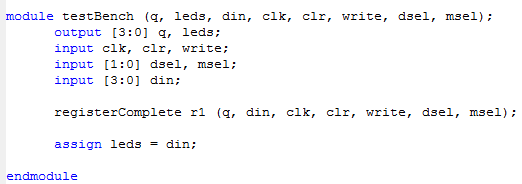 module testBench (q, leds, din, clk, clr, write, dsel, msel);
output [3:0] q, leds;
input clk, clr, write;
input [1:0] dsel, msel;
input [3:0] din;
registerComplete r1 (q, din, clk, clr, write, dsel, msel);
assign leds = din;
endmodule